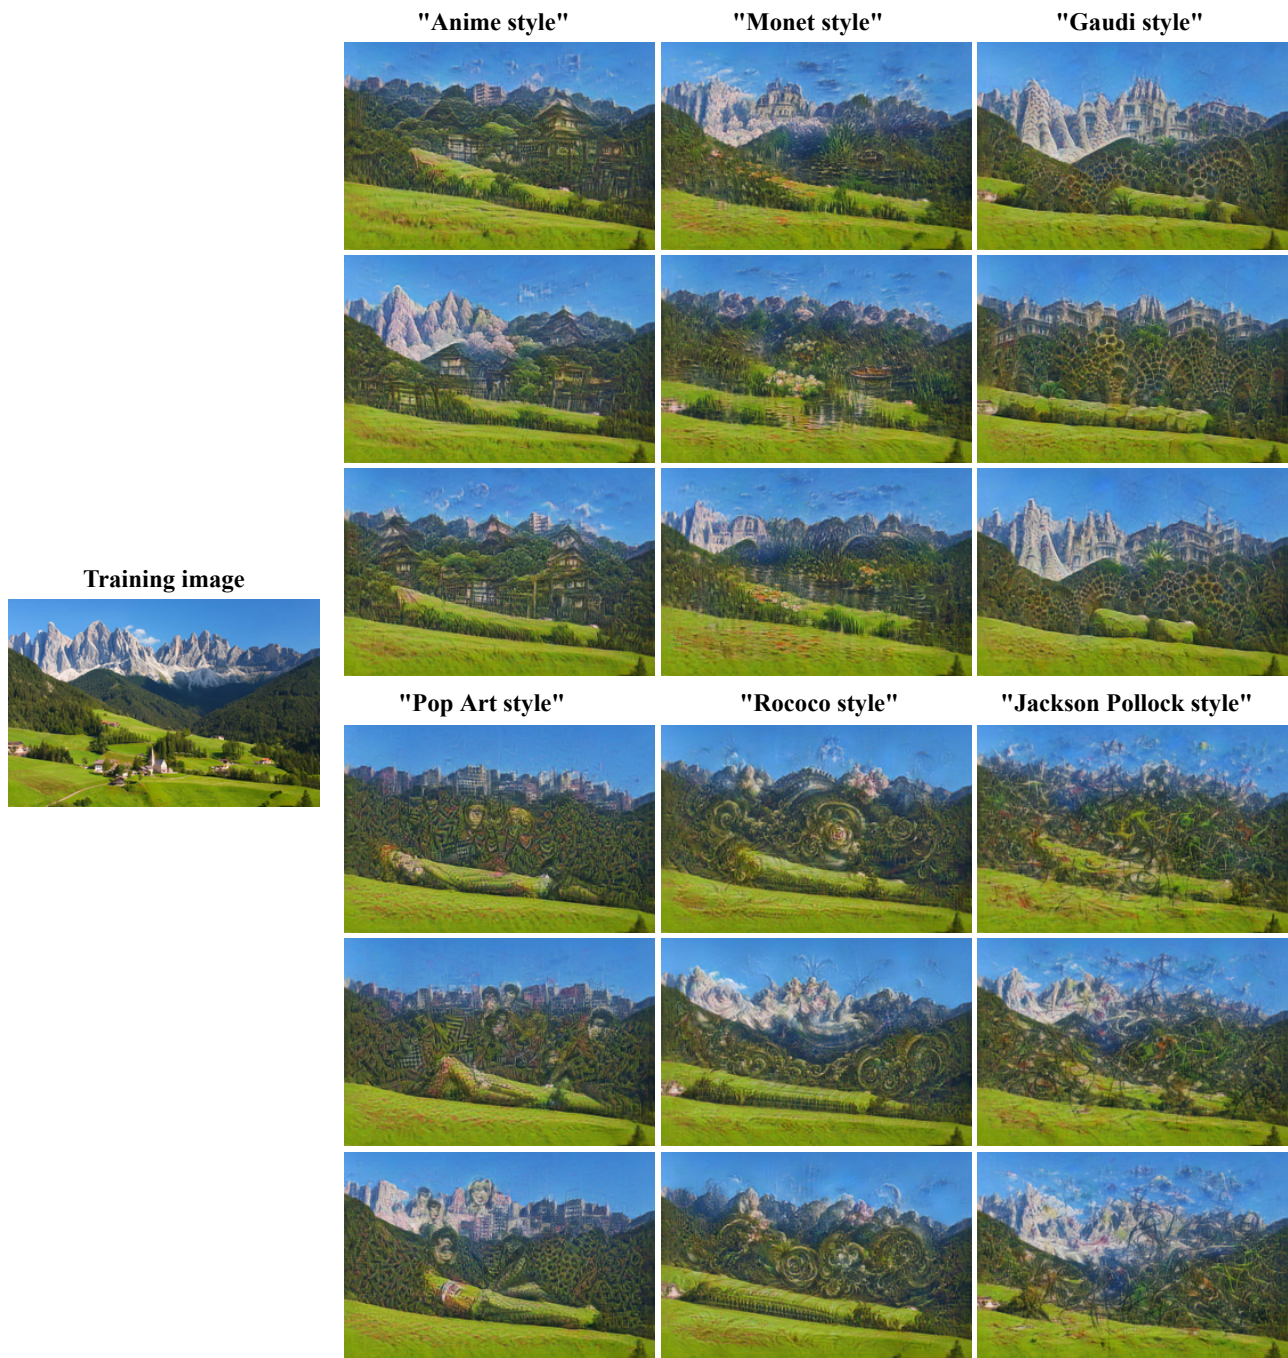 "Anime style"
"Monet style"
"Gaudi style"
Training image
"Pop Art style"
"Rococo style"
"Jackson Pollock style"